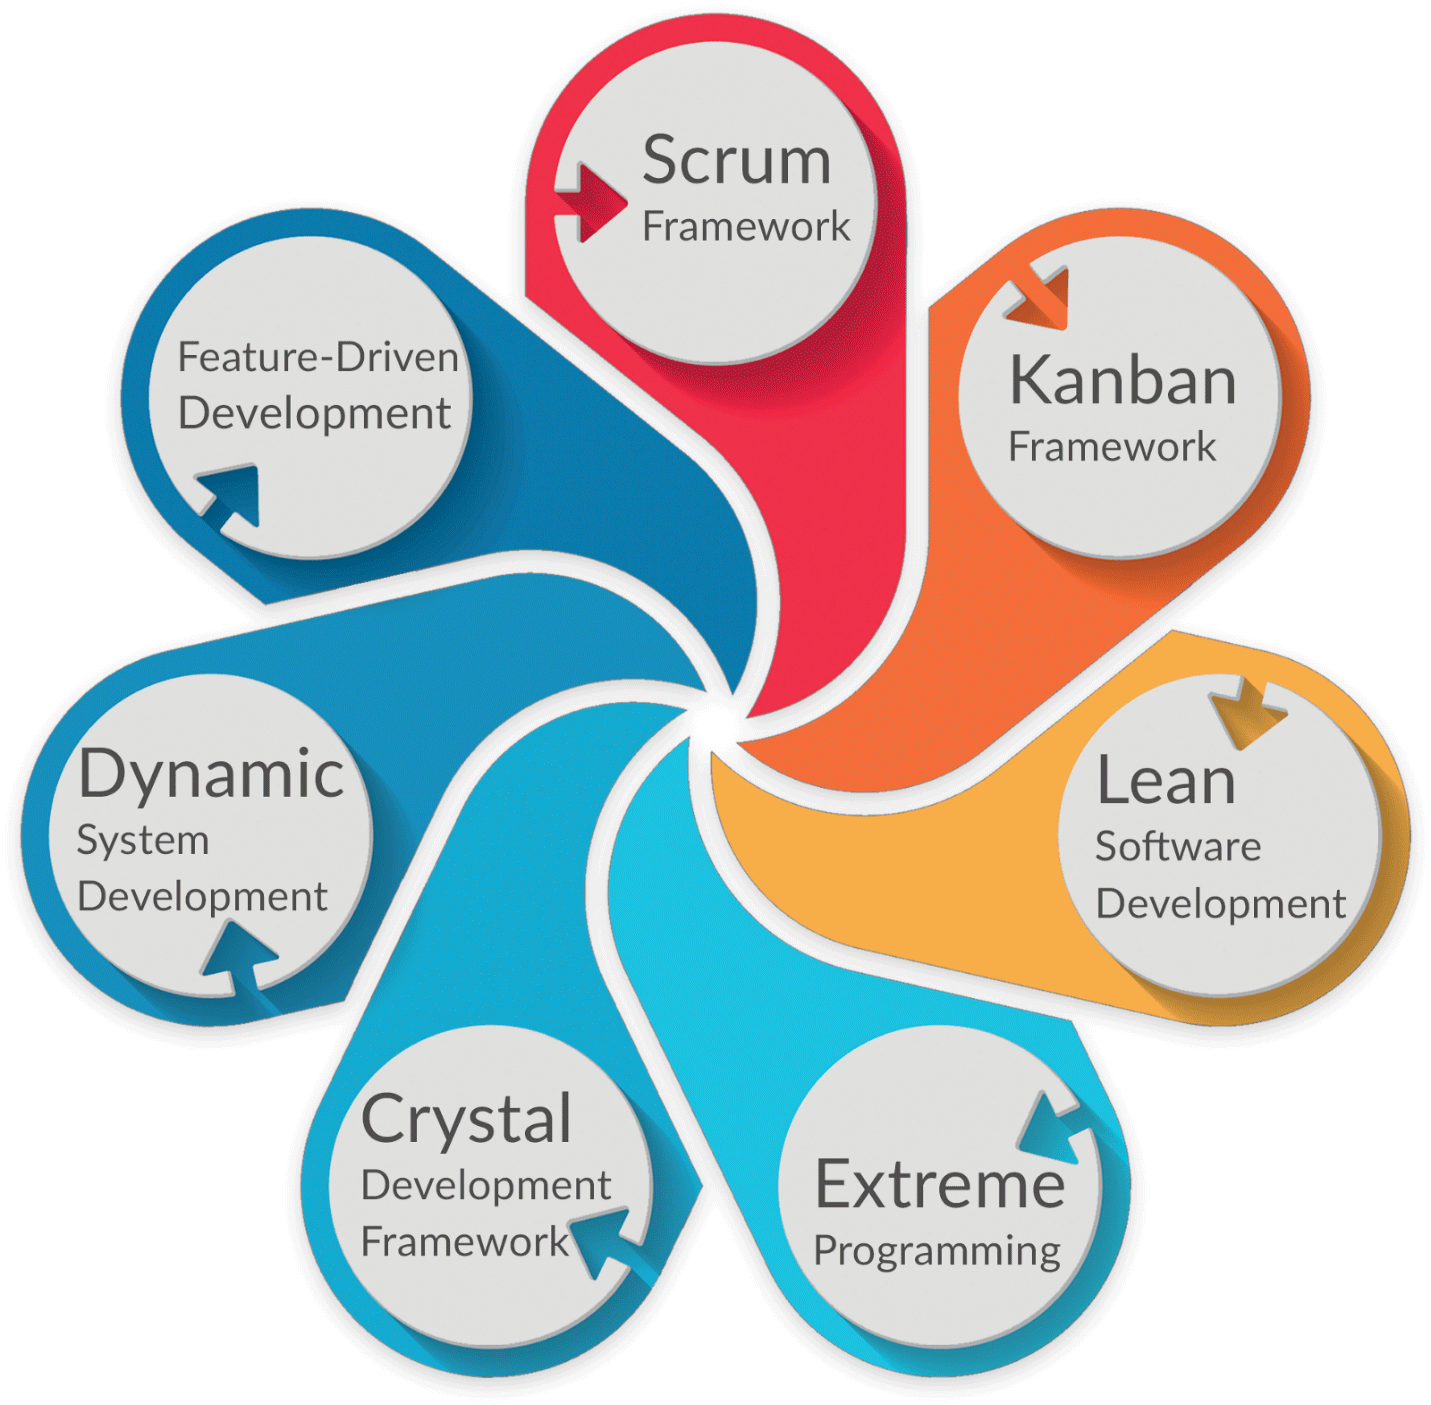 Scrum
Framework
Kanban
Framework
Lean
Software
Development
Extreme
Programming
Crystal
Development
Framework
Dynamic
System
Development
Feature-Driven
Development